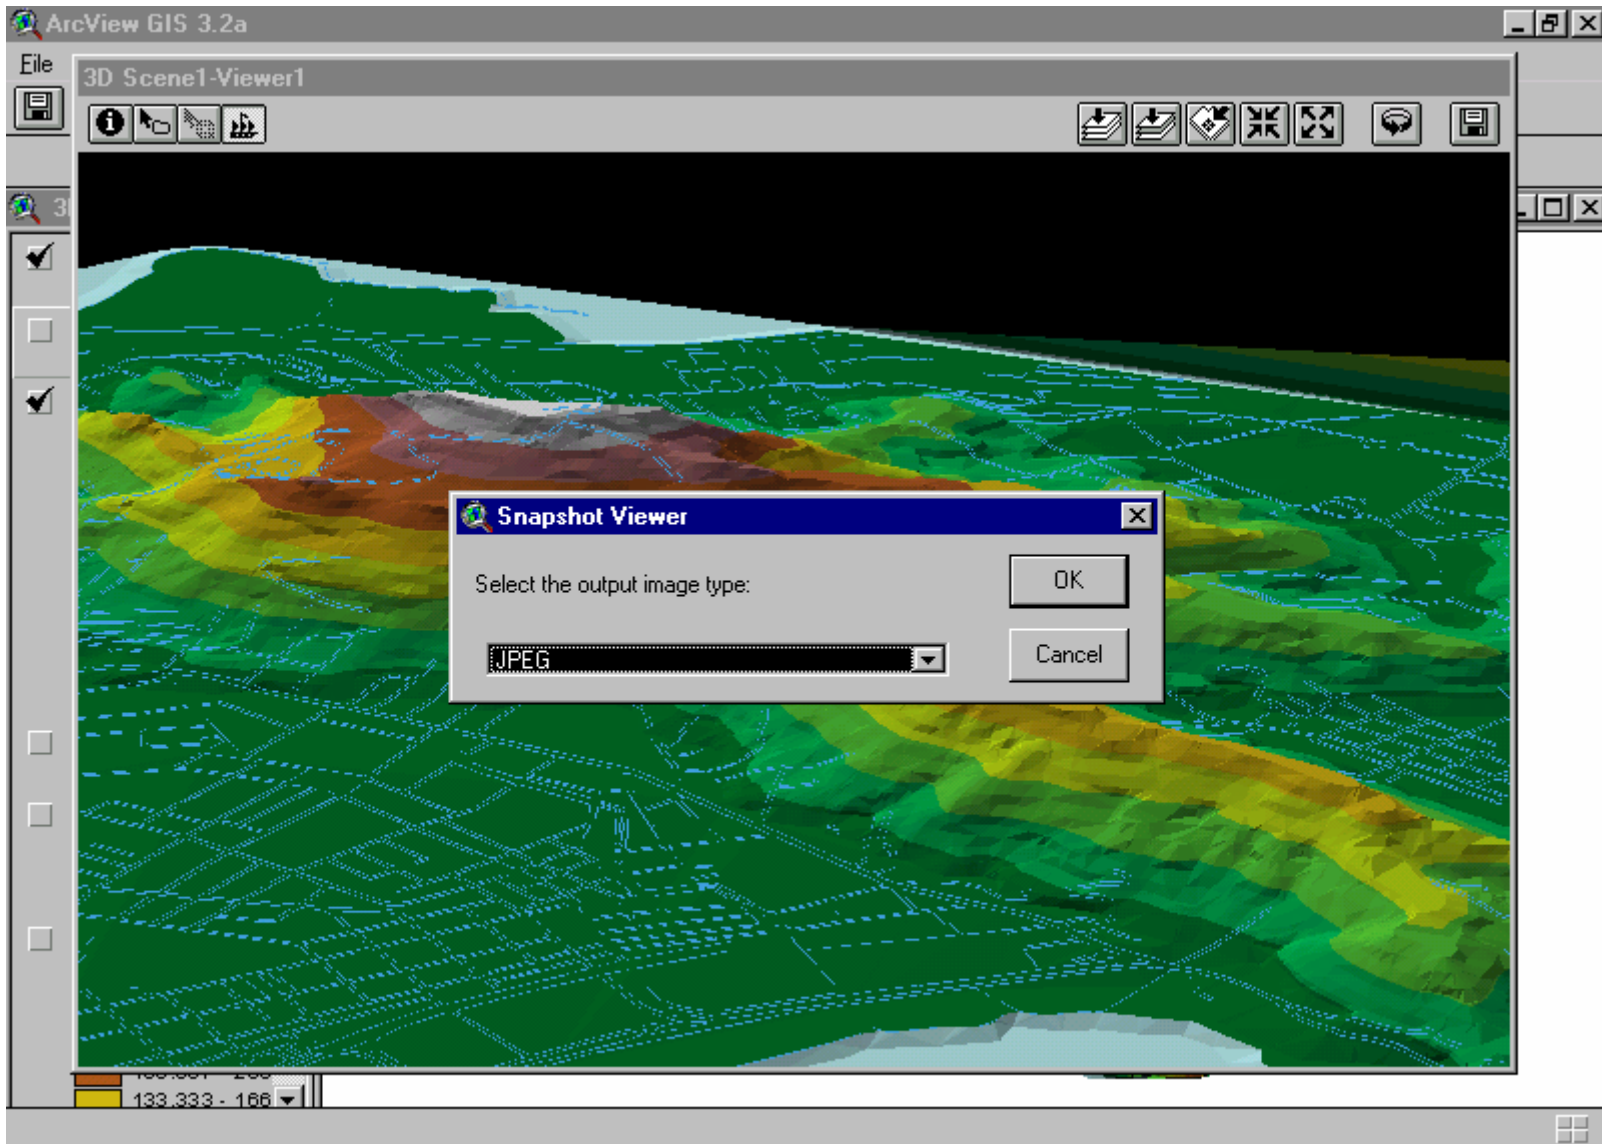 ArcView GIS 3.2a
File
3D Scene1-Viewer1
Snapshot Viewer
Select the output image type:
OK
JPEG
Cancel
133.333 - 166